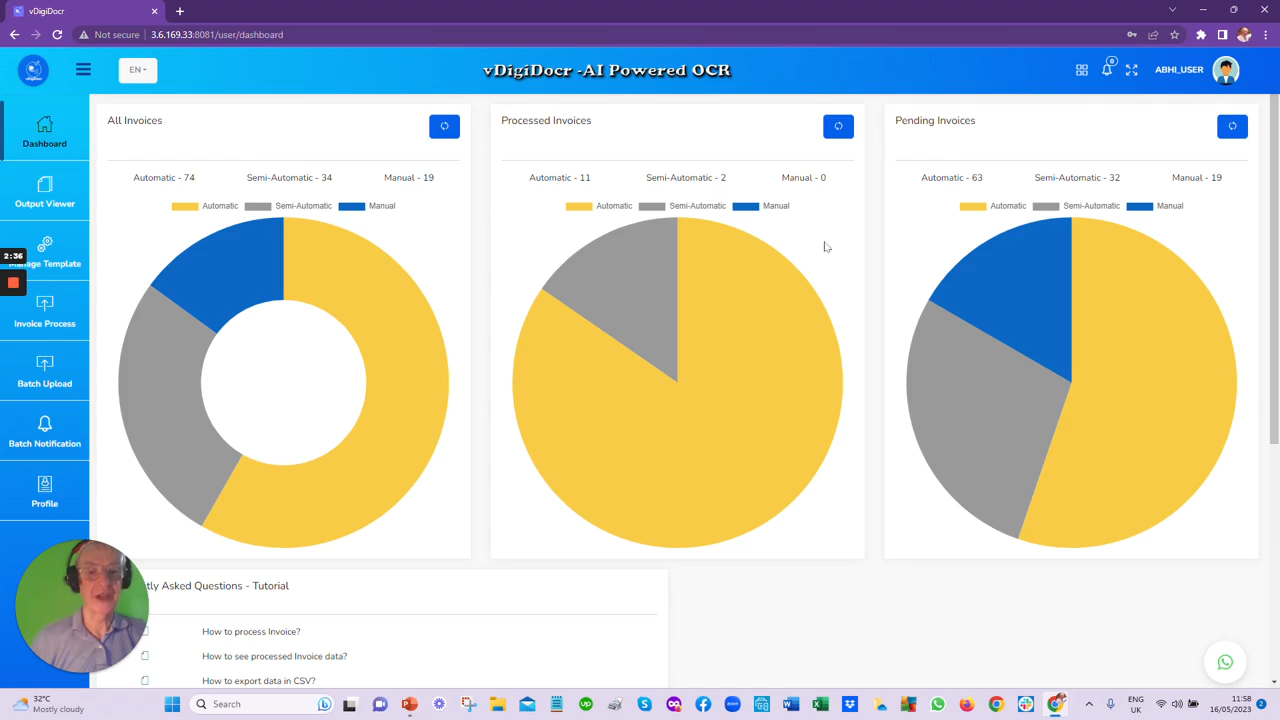 vDigiDocr
Not secure
3.6.169.33:8081/user/dashboard
EN
vDigiDocr -AI Powered OCR
0
ABHI_USER
Dashboard
Output Viewer
Manage Template
Invoice Process
Batch Upload
Batch Notification
Profile
2:36
All Invoices
Automatic - 74
Semi-Automatic - 34
Manual - 19
Automatic
Semi-Automatic
Manual
Processed Invoices
Automatic - 11
Semi-Automatic - 2
Manual - 0
Automatic
Semi-Automatic
Manual
Pending Invoices
Automatic - 63
Semi-Automatic - 32
Manual - 19
Automatic
Semi-Automatic
Manual
tly Asked Questions - Tutorial
How to process Invoice?
How to see processed Invoice data?
How to export data in CSV?
32°C
Mostly cloudy
Search
ENG
UK
11:58
16/05/2023
2